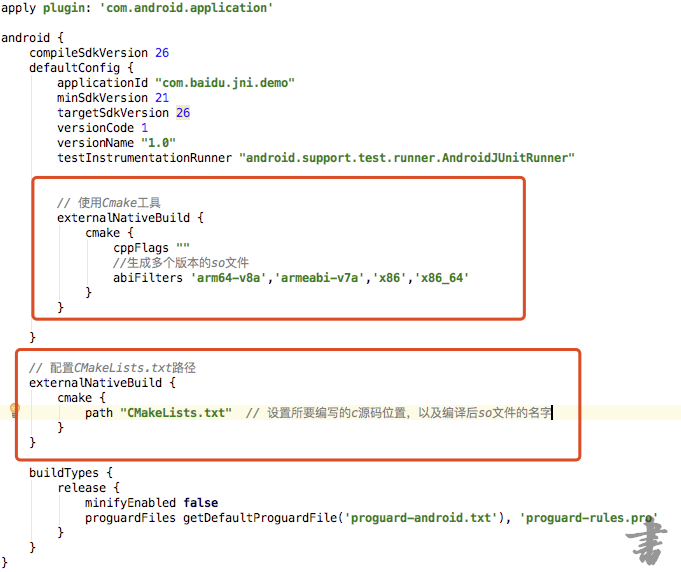 apply plugin: 'com.android.application'
android {
compileSdkVersion 26
defaultConfig {
applicationId "com.baidu.jni.demo"
minSdkVersion 21
targetSdkVersion 26
versionCode 1
versionName "1.0"
testInstrumentationRunner "android.support.test.runner.AndroidJUnitRunner"
// 使用Cmake工具
externalNativeBuild {
cmake {
cppFlags ""
//生成多个版本的so文件
abiFilters 'arm64-v8a','armeabi-v7a','x86','x86_64'
}
}
}
// 配置CMakeLists.txt路径
externalNativeBuild {
cmake {
path "CMakeLists.txt"  // 设置所要编写的c源码位置，以及编译后so文件的名字
}
}
buildTypes {
release {
minifyEnabled false
proguardFiles getDefaultProguardFile('proguard-android.txt'), 'proguard-rules.pro'
}
}
}
書